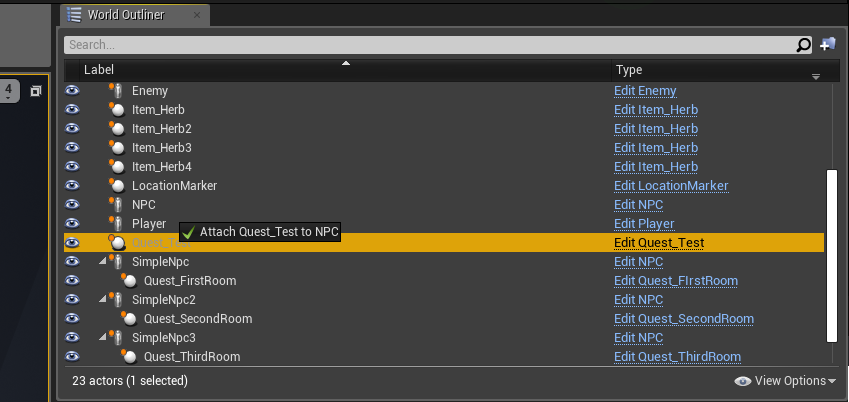 World Outliner
Search...
4
Label Type
Enemy Edit Enemy
Item_Herb Edit Item_Herb
Item_Herb2 Edit Item_Herb
Item_Herb3 Edit Item_Herb
Item_Herb4 Edit Item_Herb
LocationMarker Edit LocationMarker
NPC Edit NPC
Player Edit Player
Attach Quest_Test to NPC
Quest_Test Edit Quest_Test
SimpleNpc Edit NPC
Quest_FIrstRoom Edit Quest_FIrstRoom
SimpleNpc2 Edit NPC
Quest_SecondRoom Edit Quest_SecondRoom
SimpleNpc3 Edit NPC
Quest_ThirdRoom Edit Quest_ThirdRoom
23 actors (1 selected) View Options